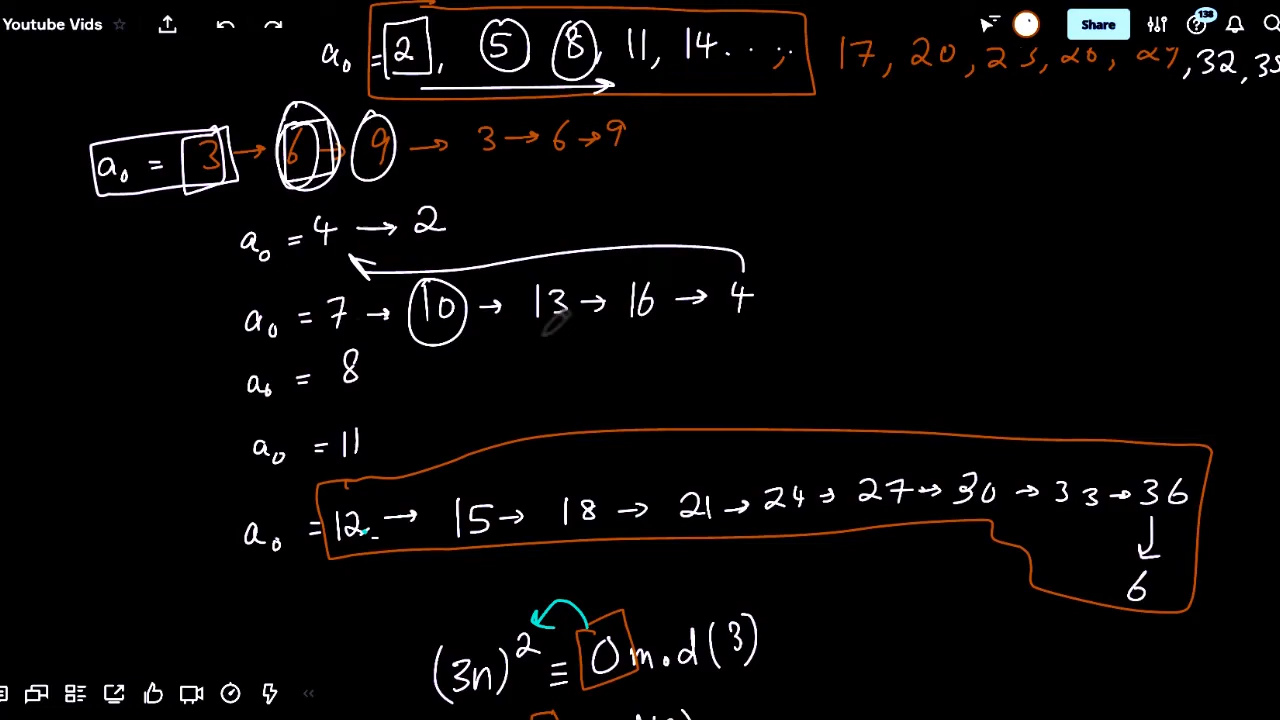 Youtube Vids
138
Share
a₀ = 2, 5 8, 11, 14 . . . , . . 17, 20, 23, 26, 29, 32, 35
a₀ = 3 → 6 → 9 → 3 → 6 → 9
a₀ = 4 → 2
a₀ = 7 → 10 → 13 → 16 → 4
a₀ = 8
a₀ = 11
a₀ = 12 → 15 → 18 → 21 → 24 → 27 → 30 → 33 → 36
↓
6
(3n)² ≡ 0 mod (3)